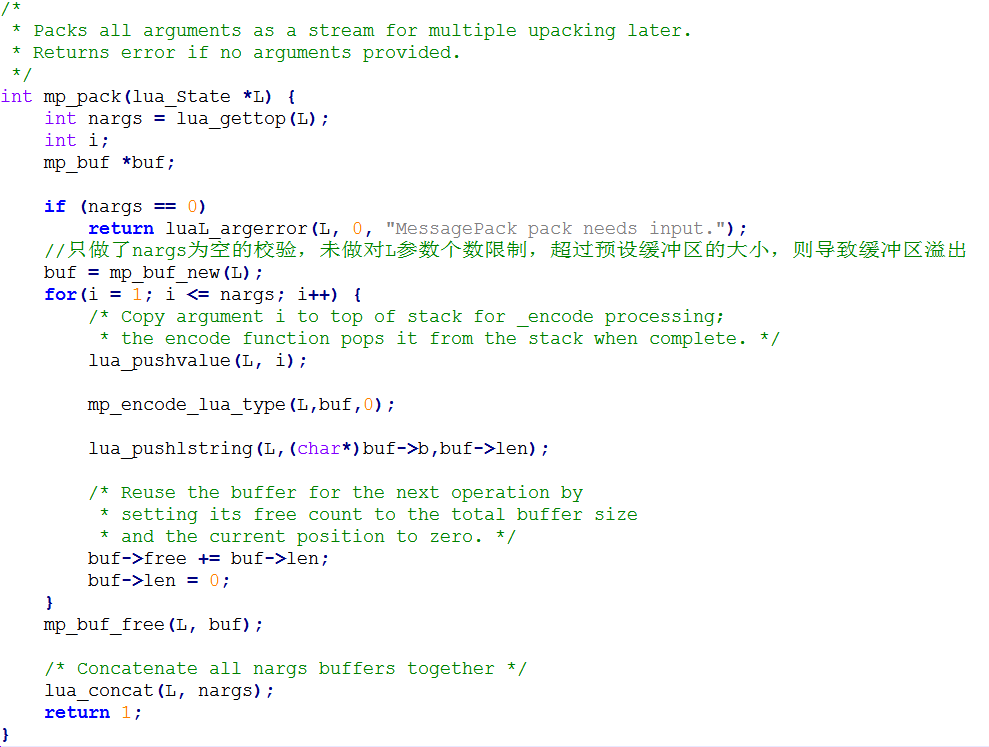 /*
 * Packs all arguments as a stream for multiple upacking later.
 * Returns error if no arguments provided.
 */
int mp_pack(lua_State *L) {
    int nargs = lua_gettop(L);
    int i;
    mp_buf *buf;

    if (nargs == 0)
        return luaL_argerror(L, 0, "MessagePack pack needs input.");
    //只做了nargs为空的校验，未做对L参数个数限制，超过预设缓冲区的大小，则导致缓冲区溢出
    buf = mp_buf_new(L);
    for(i = 1; i <= nargs; i++) {
        /* Copy argument i to top of stack for _encode processing;
         * the encode function pops it from the stack when complete. */
        lua_pushvalue(L, i);

        mp_encode_lua_type(L,buf,0);

        lua_pushlstring(L,(char*)buf->b,buf->len);

        /* Reuse the buffer for the next operation by
         * setting its free count to the total buffer size
         * and the current position to zero. */
        buf->free += buf->len;
        buf->len = 0;
    }
    mp_buf_free(L, buf);

    /* Concatenate all nargs buffers together */
    lua_concat(L, nargs);
    return 1;
}